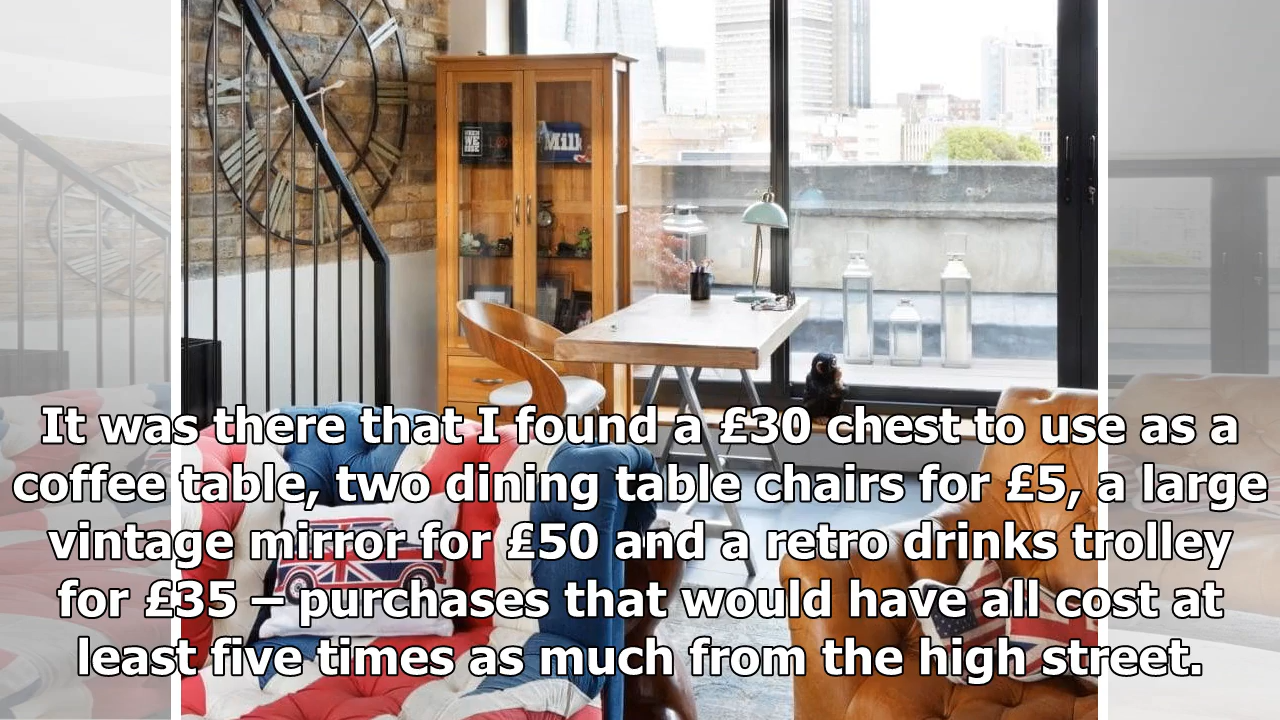 Milk
It was there that I found a £30 chest to use as a
coffee table, two dining table chairs for £5, a large
vintage mirror for £50 and a retro drinks trolley
for £35 – purchases that would have all cost at
least five times as much from the high street.